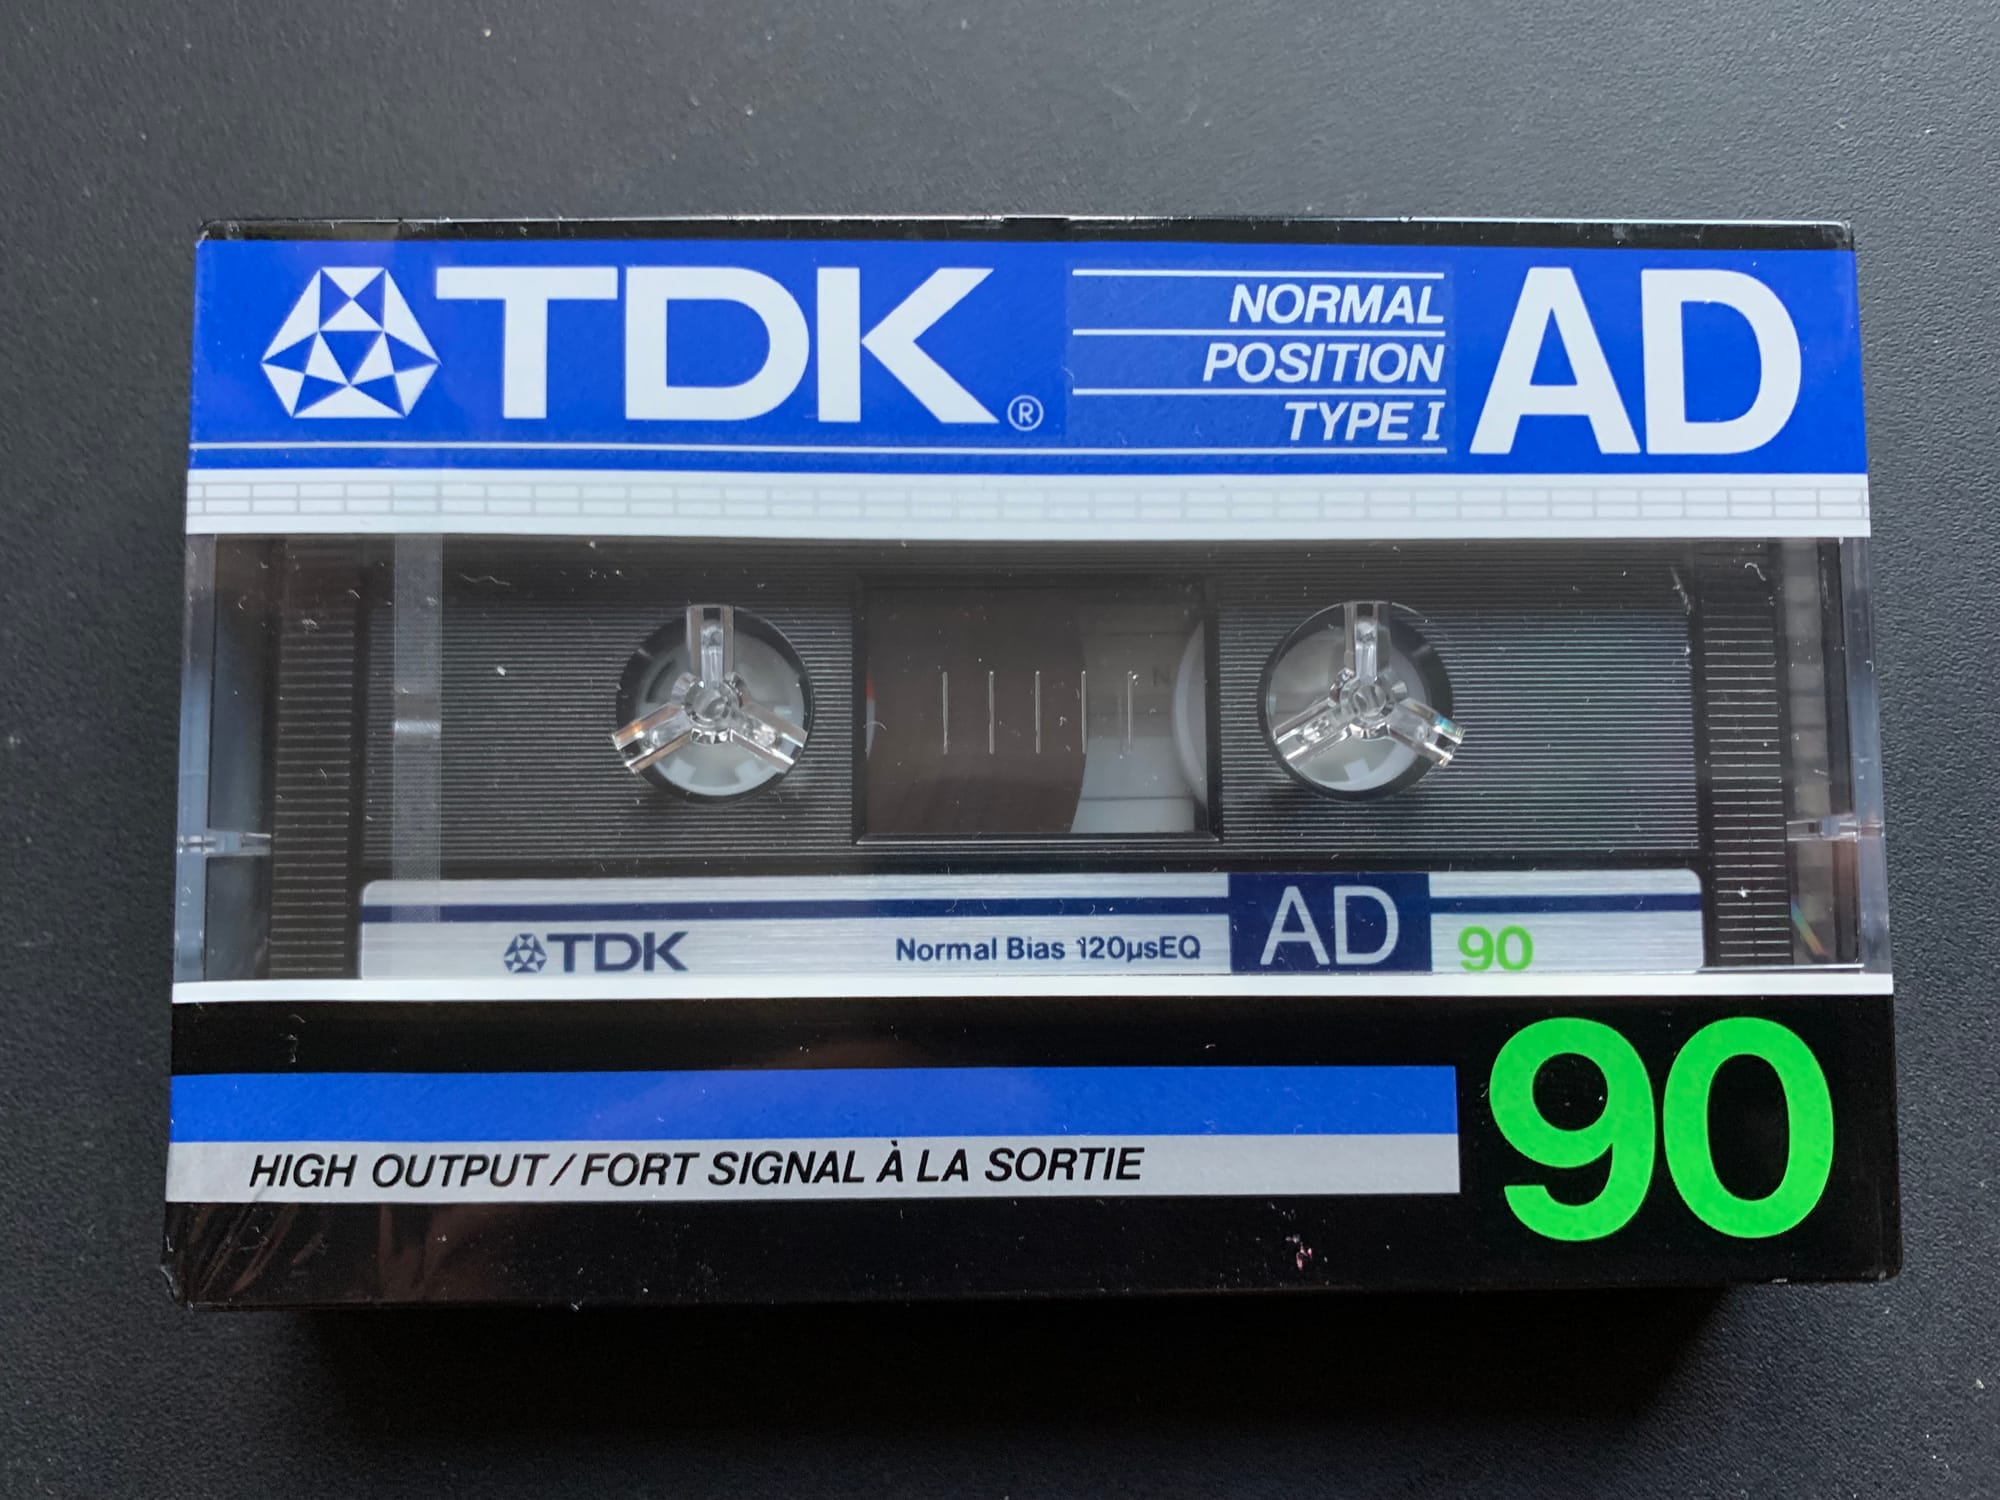 TDK®
NORMAL
POSITION
TYPE I
AD
N
TDK
Normal Bias 120µsEQ
AD
90
HIGH OUTPUT/FORT SIGNAL À LA SORTIE
90